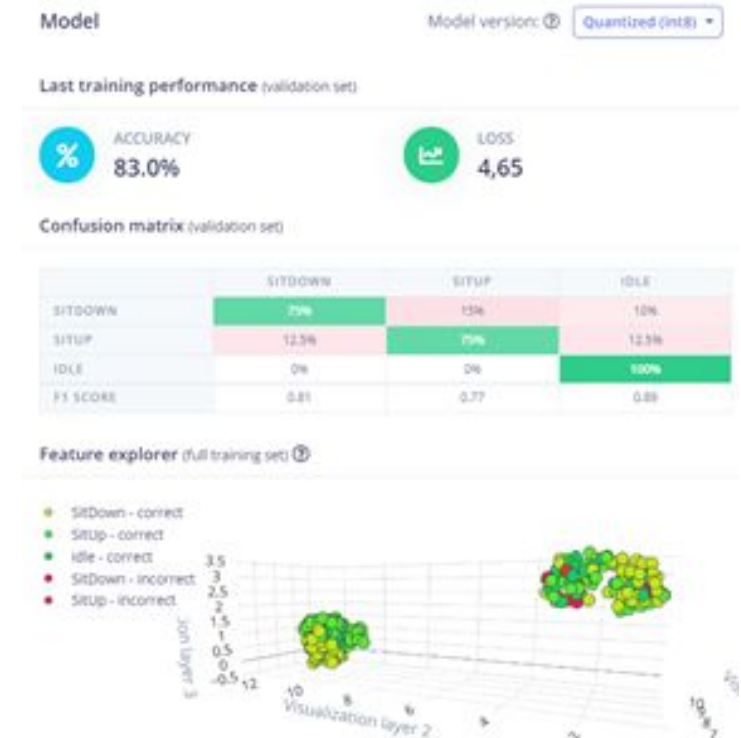 Model
Model version: Quantized (int8)
Last training performance (validation set)
% ACCURACY
83.0%
LOSS
4,65
Confusion matrix (validation set)
SITDOWN SITUP IDLE
SITDOWN 75% 15% 10%
SITUP 12.5% 75% 12.5%
IDLE 0% 0% 100%
F1 SCORE 0.81 0.77 0.89
Feature explorer (full training set) ?
SitDown - correct
SitUp - correct
idle - correct
SitDown - incorrect
SitUp - incorrect
3.5
3
2.5
2
1.5
1
0.5
0
-0.5
12 10 8 6 4
layer 3
Visualization layer 2
10